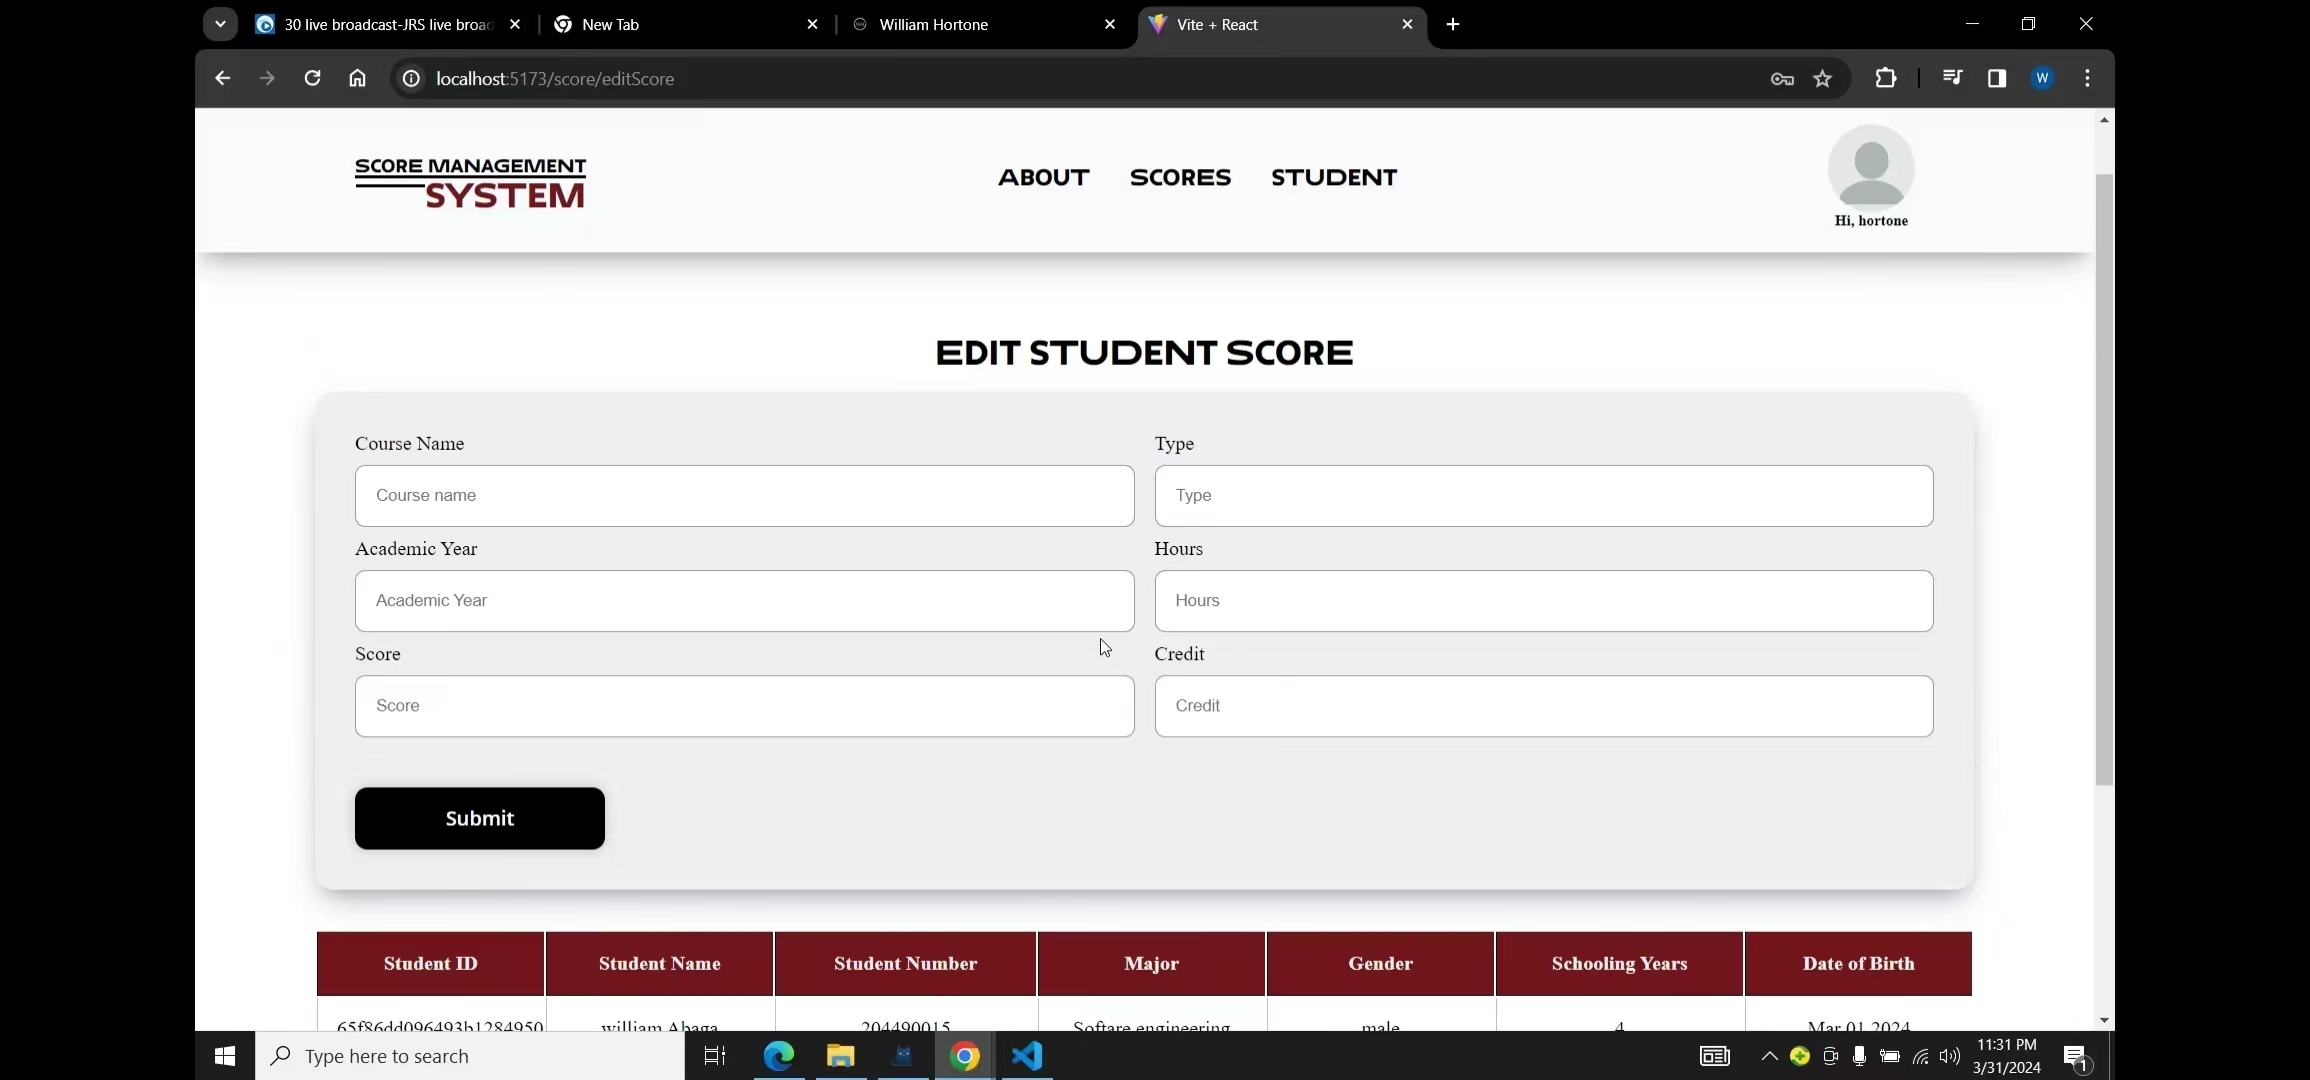 30 live broadcast-JRS live broad
New Tab
William Hortone
Vite + React
localhost:5173/score/editScore
W
SCORE MANAGEMENT
SYSTEM
ABOUT SCORES STUDENT
Hi, hortone
EDIT STUDENT SCORE
Course Name Type
Course name Type
Academic Year Hours
Academic Year Hours
Score Credit
Score Credit
Submit
Student ID Student Name Student Number Major Gender Schooling Years Date of Birth
65f86dd096493b1284950 william Abaga 204490015 Softare engineering male 4 Mar 01 2024
Type here to search
11:31 PM
3/31/2024
1